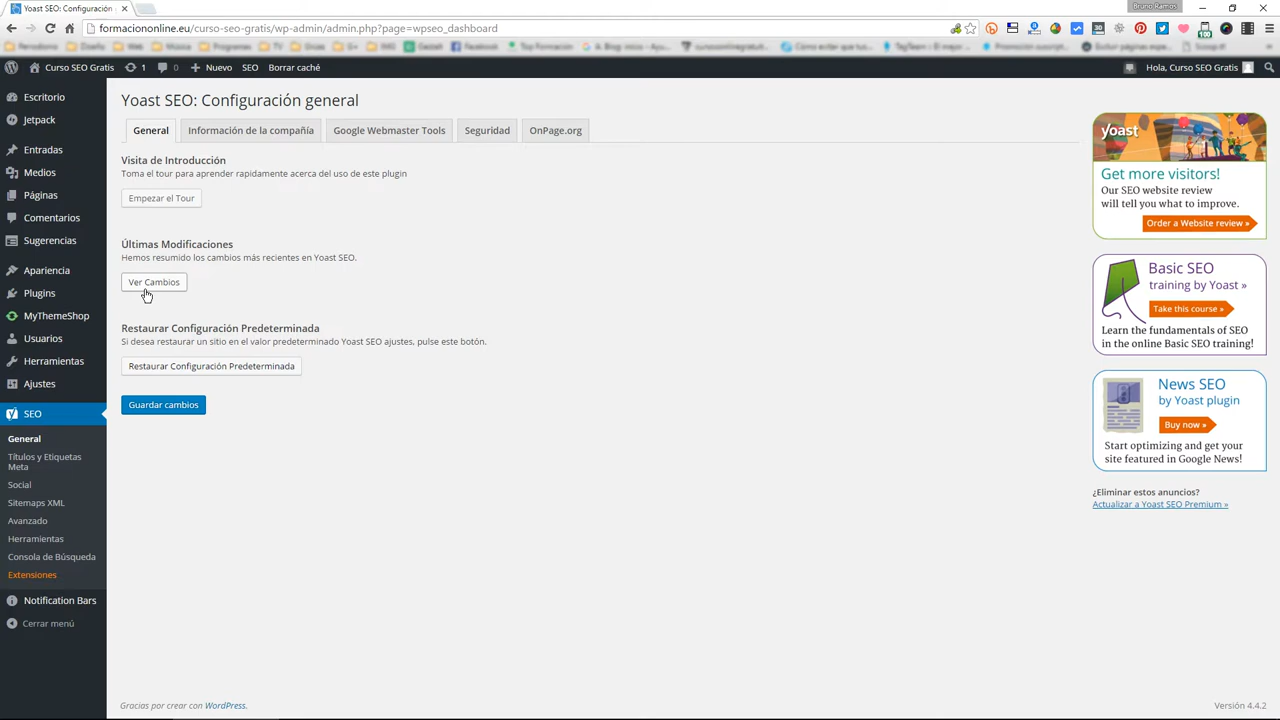 Yoast SEO: Configuración
Bruno Ramos
formaciononline.eu/curso-seo-gratis/wp-admin/admin.php?page=wpseo_dashboard
Curso SEO Gratis
1
0
Nuevo
SEO
Borrar caché
Hola, Curso SEO Gratis
Escritorio
Jetpack
Entradas
Medios
Páginas
Comentarios
Sugerencias
Apariencia
Plugins
MyThemeShop
Usuarios
Herramientas
Ajustes
SEO
General
Títulos y Etiquetas
Meta
Social
Sitemaps XML
Avanzado
Herramientas
Consola de Búsqueda
Extensiones
Notification Bars
Cerrar menú
Yoast SEO: Configuración general
General
Información de la compañía
Google Webmaster Tools
Seguridad
OnPage.org
Visita de Introducción
Toma el tour para aprender rapidamente acerca del uso de este plugin
Empezar el Tour
Últimas Modificaciones
Hemos resumido los cambios más recientes en Yoast SEO.
Ver Cambios
Restaurar Configuración Predeterminada
Si desea restaurar un sitio en el valor predeterminado Yoast SEO ajustes, pulse este botón.
Restaurar Configuración Predeterminada
Guardar cambios
yoast
Get more visitors!
Our SEO website review
will tell you what to improve.
Order a Website review »
Basic SEO
training by Yoast »
Take this course »
Learn the fundamentals of SEO
in the online Basic SEO training!
News SEO
by Yoast plugin
Buy now »
Start optimizing and get your
site featured in Google News!
¿Eliminar estos anuncios?
Actualizar a Yoast SEO Premium »
Gracias por crear con WordPress.
Versión 4.4.2